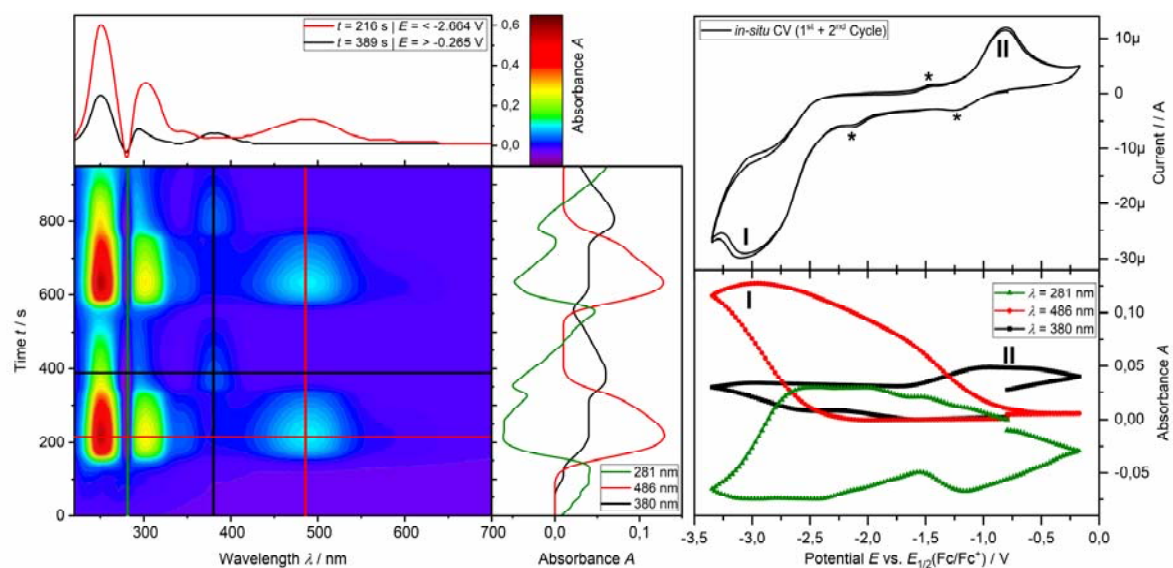 t = 216 s | E = < -2.664 V
t = 389 s | E = > -0.265 V
0,6
0,4
0,2
0,0
Absorbance A
800
600
400
200
0
Time t / s
300 400 500 600 700
Wavelength λ / nm
281 nm
486 nm
380 nm
0,0 0,1
Absorbance A
in-situ CV (1st + 2nd Cycle)
I
II
*
*
*
10µ
0
-10µ
-20µ
-30µ
Current I / A
λ = 281 nm
λ = 486 nm
λ = 380 nm
I
II
0,10
0,05
0,00
-0,05
Absorbance A
-3,5 -3,0 -2,5 -2,0 -1,5 -1,0 -0,5 0,0
Potential E vs. E1/2(Fc/Fc+) / V